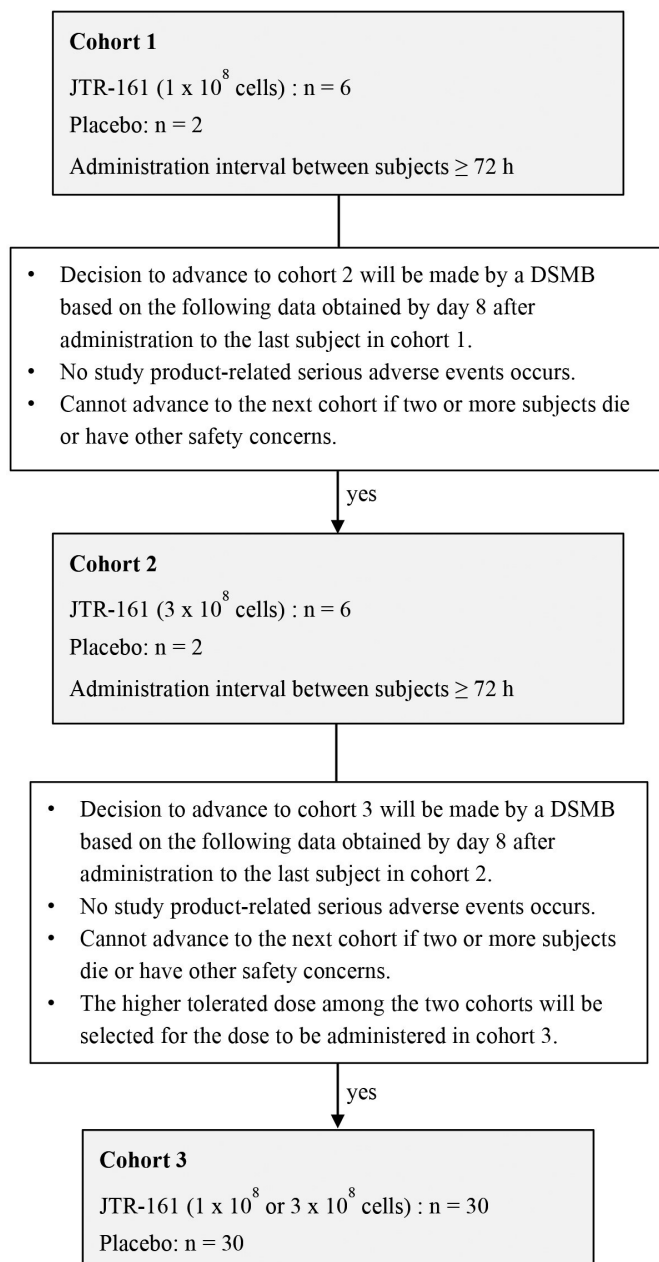 Cohort 1
JTR-161 (1 x 10⁸ cells) : n = 6
Placebo: n = 2
Administration interval between subjects ≥ 72 h
• Decision to advance to cohort 2 will be made by a DSMB
based on the following data obtained by day 8 after
administration to the last subject in cohort 1.
• No study product-related serious adverse events occurs.
• Cannot advance to the next cohort if two or more subjects die
or have other safety concerns.
yes
Cohort 2
JTR-161 (3 x 10⁸ cells) : n = 6
Placebo: n = 2
Administration interval between subjects ≥ 72 h
• Decision to advance to cohort 3 will be made by a DSMB
based on the following data obtained by day 8 after
administration to the last subject in cohort 2.
• No study product-related serious adverse events occurs.
• Cannot advance to the next cohort if two or more subjects
die or have other safety concerns.
• The higher tolerated dose among the two cohorts will be
selected for the dose to be administered in cohort 3.
yes
Cohort 3
JTR-161 (1 x 10⁸ or 3 x 10⁸ cells) : n = 30
Placebo: n = 30